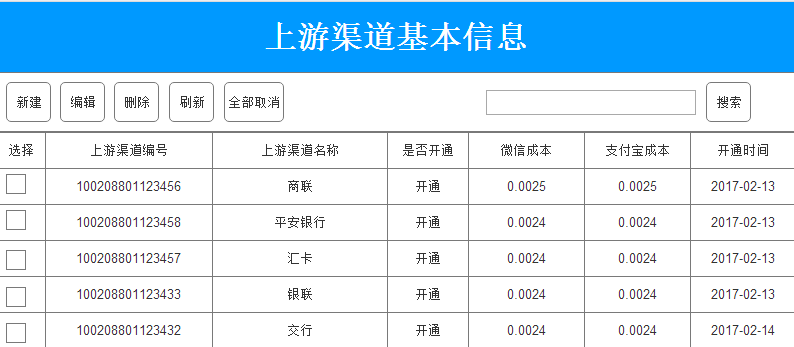 上游渠道基本信息
新建 编辑 删除 刷新 全部取消 搜索
选择 上游渠道编号 上游渠道名称 是否开通 微信成本 支付宝成本 开通时间
100208801123456 商联 开通 0.0025 0.0025 2017-02-13
100208801123458 平安银行 开通 0.0024 0.0024 2017-02-13
100208801123457 汇卡 开通 0.0024 0.0024 2017-02-13
100208801123433 银联 开通 0.0024 0.0024 2017-02-13
100208801123432 交行 开通 0.0024 0.0024 2017-02-14